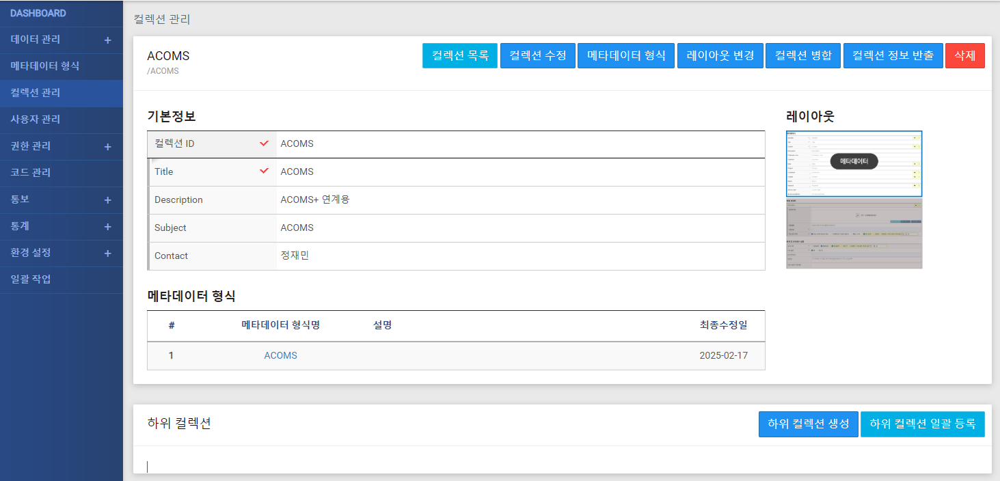 DASHBOARD
데이터 관리 +
메타데이터 형식
컬렉션 관리
사용자 관리
권한 관리 +
코드 관리
통보 +
통계 +
환경 설정 +
일괄 작업
컬렉션 관리
ACOMS
/ACOMS
컬렉션 목록 컬렉션 수정 메타데이터 형식 레이아웃 변경 컬렉션 병합 컬렉션 정보 반출 삭제
기본정보
컬렉션 ID ACOMS
Title ACOMS
Description ACOMS+ 연계용
Subject ACOMS
Contact 정재민
레이아웃
메타데이터
메타데이터 형식
# 메타데이터 형식명 설명 최종수정일
1 ACOMS 2025-02-17
하위 컬렉션
하위 컬렉션 생성 하위 컬렉션 일괄 등록